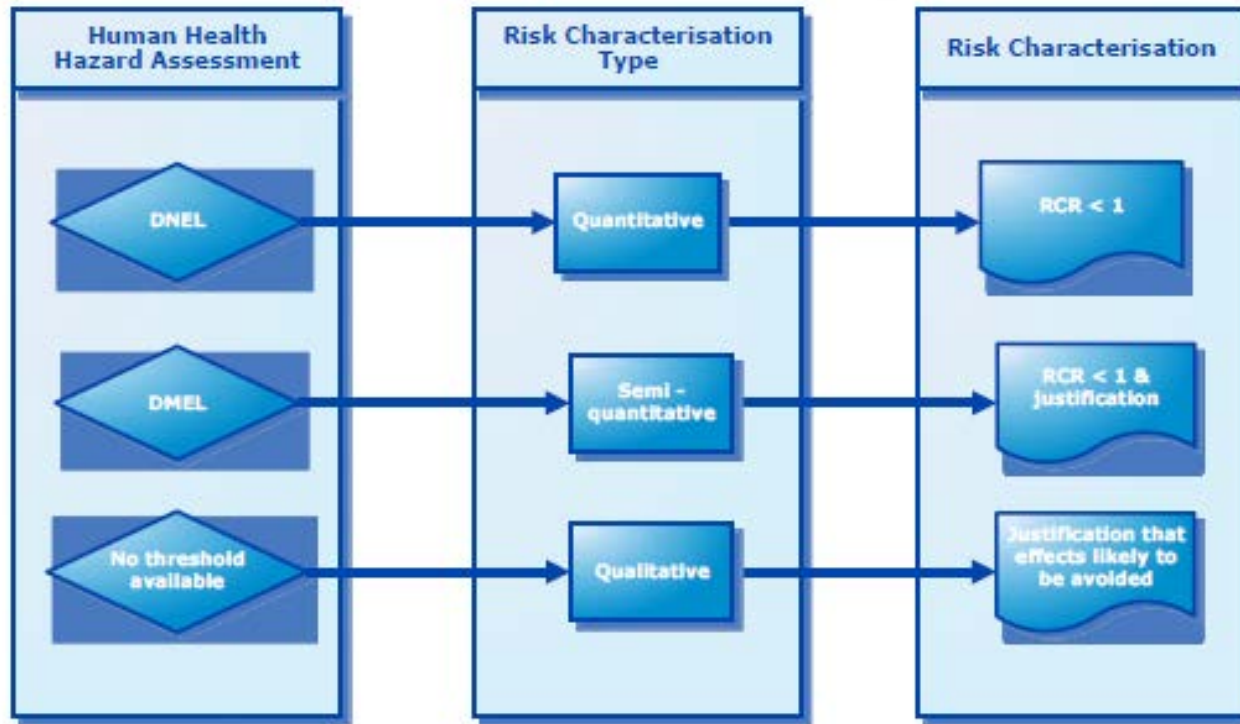 Human Health
Hazard Assessment
Risk Characterisation
Type
Risk Characterisation
DNEL
Quantitative
RCR < 1
DMEL
Semi -
quantitative
RCR < 1 &
justification
No threshold
available
Qualitative
Justification that
effects likely to
be avoided